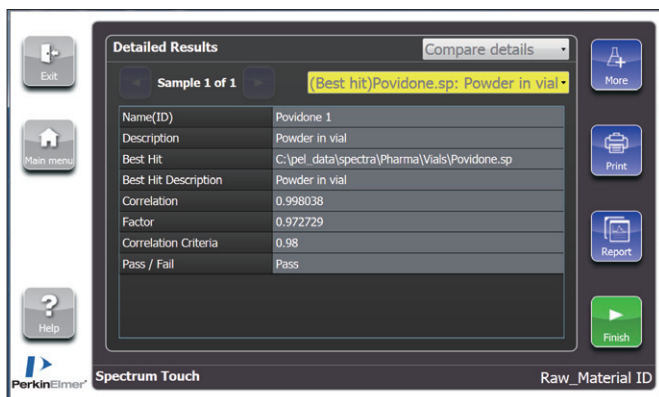 Exit
Main menu
Help
PerkinElmer
Detailed Results
Compare details
Sample 1 of 1
(Best hit)Povidone.sp: Powder in vial
Name(ID) Povidone 1
Description Powder in vial
Best Hit C:\pel_data\spectra\Pharma\Vials\Povidone.sp
Best Hit Description Powder in vial
Correlation 0.998038
Factor 0.972729
Correlation Criteria 0.98
Pass / Fail Pass
More
Print
Report
Finish
Spectrum Touch
Raw_Material ID